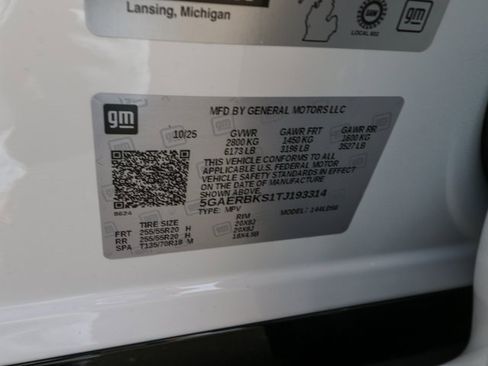 Lansing, Michigan
UAW
LOCAL 602
gm
gm
MFD BY GENERAL MOTORS LLC
10/25 GVWR GAWR FRT GAWR RR
2800 KG 1450 KG 1600 KG
6173 LB 3196 LB 3527 LB
THIS VEHICLE CONFORMS TO ALL
APPLICABLE U.S. FEDERAL MOTOR
VEHICLE SAFETY STANDARDS IN
EFFECT ON THE DATE OF
MANUFACTURE SHOWN ABOVE.
5GAERBKS1TJ193314
TYPE: MPV MODEL:
TIRE SIZE RIM
FRT 255/55R20 H 20X8J
RR 255/55R20 H 20X8J
SPA T135/70R18 M 18X4.5B